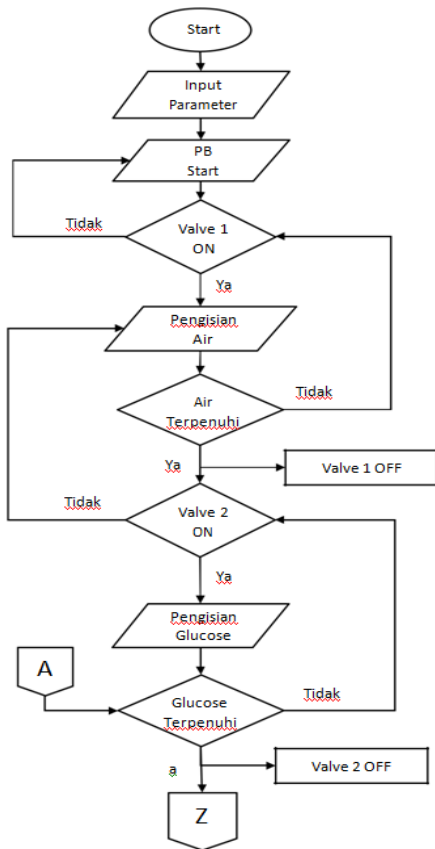 Start
Input
Parameter
PB
Start
Tidak
Valve 1
ON
Ya
Pengisian
Air
Air
Terpenuhi
Tidak
Ya
Valve 1 OFF
Tidak
Valve 2
ON
Ya
Pengisian
Glucose
A
Glucose
Terpenuhi
Tidak
a
Valve 2 OFF
Z